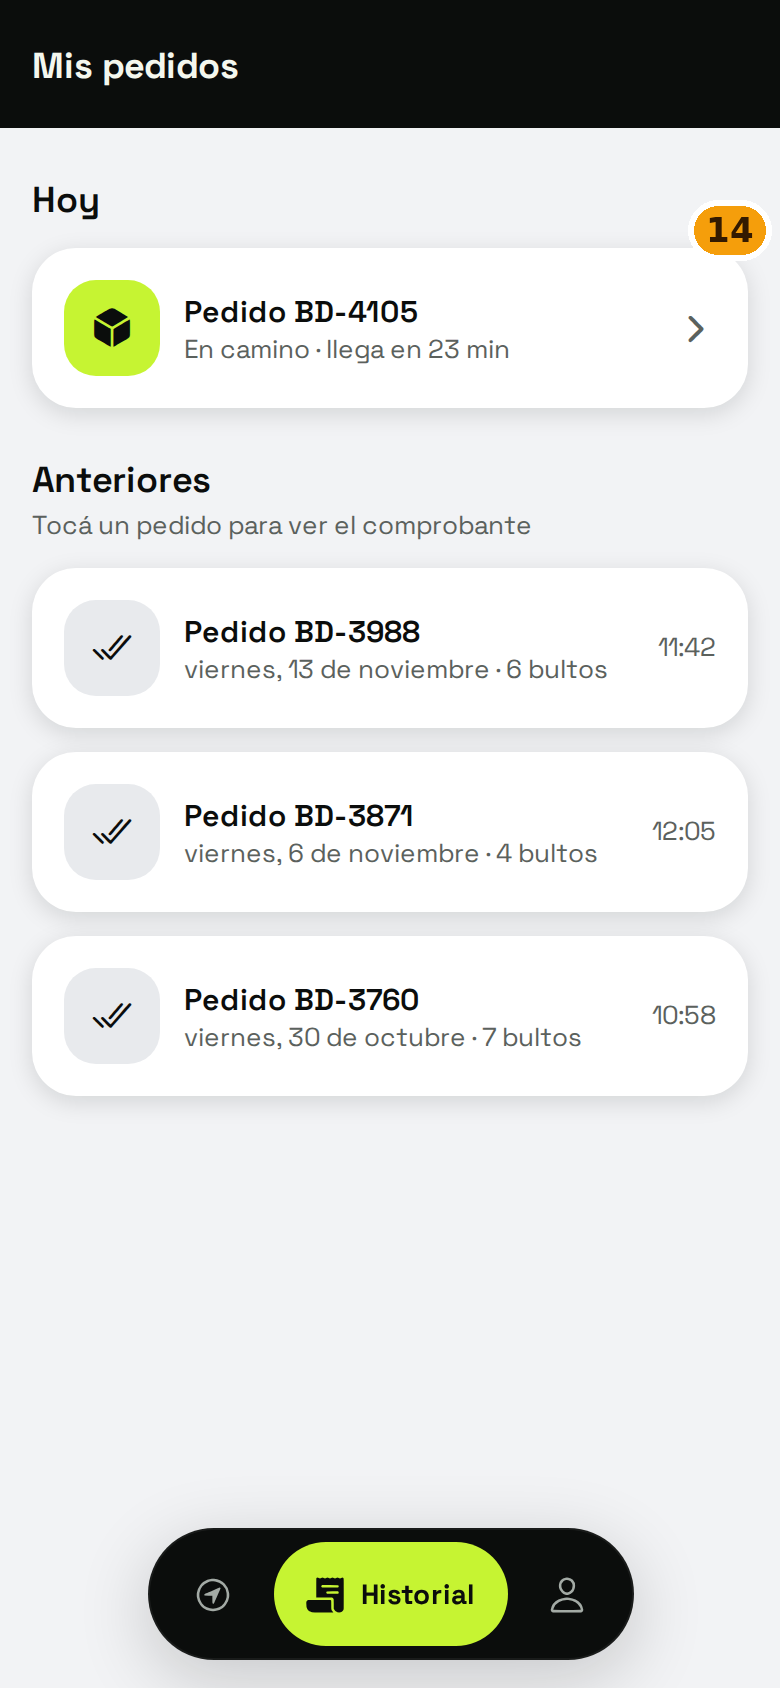 Mis pedidos
Hoy
14
Pedido BD-4105
En camino · llega en 23 min
Anteriores
Tocá un pedido para ver el comprobante
Pedido BD-3988
viernes, 13 de noviembre · 6 bultos
11:42
Pedido BD-3871
viernes, 6 de noviembre · 4 bultos
12:05
Pedido BD-3760
viernes, 30 de octubre · 7 bultos
10:58
Historial